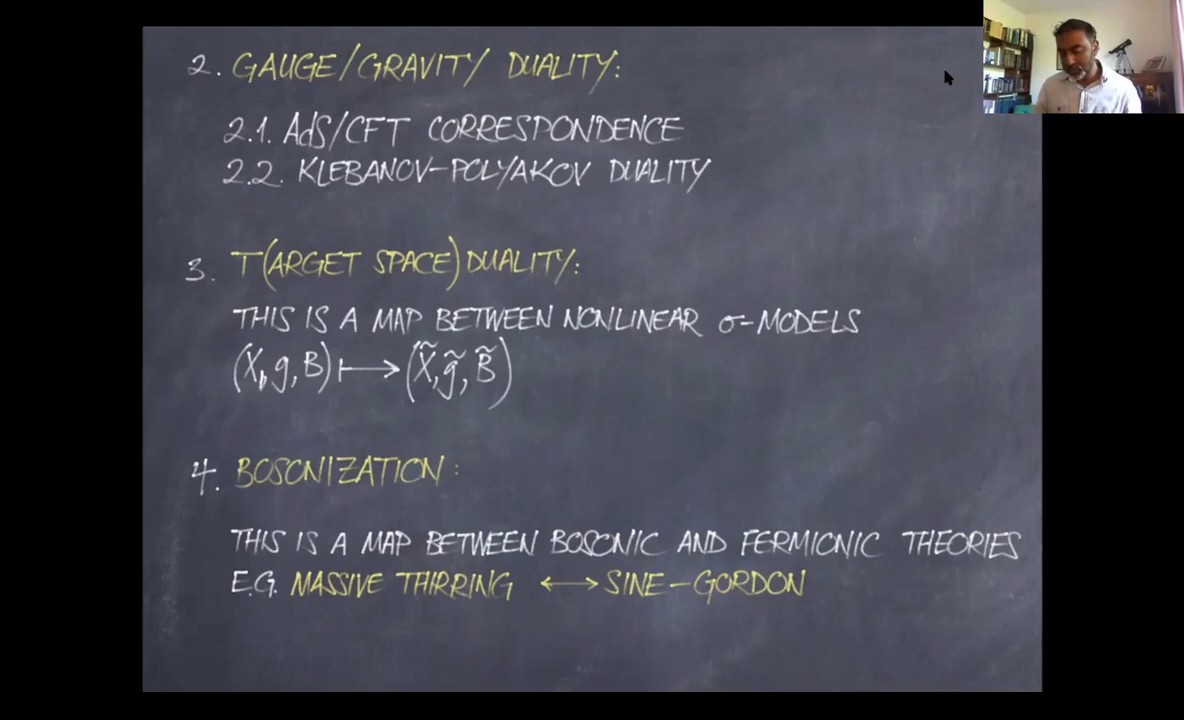 2. GAUGE/GRAVITY DUALITY:
2.1. AdS/CFT CORRESPONDENCE
2.2. KLEBANOV-POLYAKOV DUALITY
3. T(ARGET SPACE) DUALITY:
THIS IS A MAP BETWEEN NONLINEAR σ-MODELS
(X, g, B) ⟼ (X̃, g̃, B̃)
4. BOSONIZATION:
THIS IS A MAP BETWEEN BOSONIC AND FERMIONIC THEORIES
E.G. MASSIVE THIRRING ⟷ SINE-GORDON